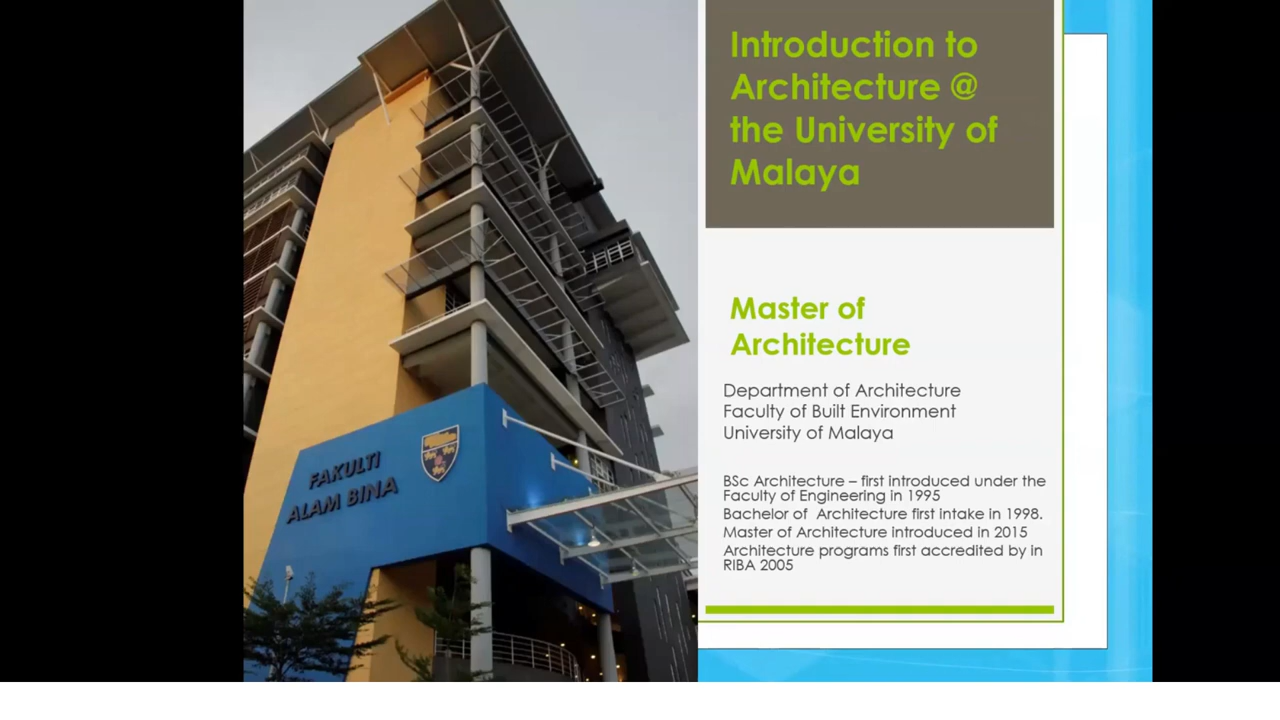 Introduction to
Architecture @
the University of
Malaya
Master of
Architecture
Department of Architecture
Faculty of Built Environment
University of Malaya
BSc Architecture – first introduced under the
Faculty of Engineering in 1995
Bachelor of  Architecture first intake in 1998.
Master of Architecture introduced in 2015
Architecture programs first accredited by in
RIBA 2005
FAKULTI
ALAM BINA